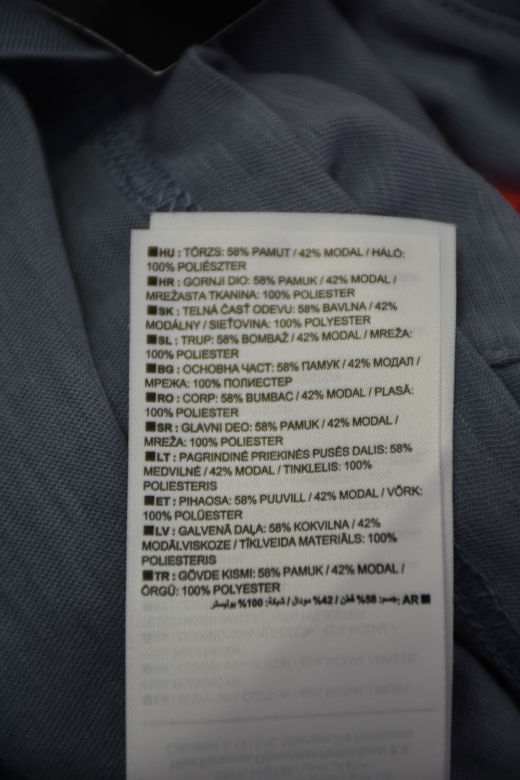 ■HU : TÖRZS: 58% PAMUT / 42% MODAL / HÁLÓ:
100% POLIÉSZTER
■HR : GORNJI DIO: 58% PAMUK / 42% MODAL /
MREŽASTA TKANINA: 100% POLIESTER
■SK : TELNÁ ČASŤ ODEVU: 58% BAVLNA / 42%
MODÁLNY / SIEŤOVINA: 100% POLYESTER
■SL : TRUP: 58% BOMBAŽ / 42% MODAL / MREŽA:
100% POLIESTER
■BG : ОСНОВНА ЧАСТ: 58% ПАМУК / 42% МОДАЛ /
МРЕЖА: 100% ПОЛИЕСТЕР
■RO : CORP: 58% BUMBAC / 42% MODAL / PLASĂ:
100% POLIESTER
■SR : GLAVNI DEO: 58% PAMUK / 42% MODAL /
MREŽA: 100% POLIESTER
■LT : PAGRINDINĖ PRIEKINĖS PUSĖS DALIS: 58%
MEDVILNĖ / 42% MODAL / TINKLELIS: 100%
POLIESTERIS
■ET : PIHAOSA: 58% PUUVILL / 42% MODAL / VÕRK:
100% POLÜESTER
■LV : GALVENĀ DAĻA: 58% KOKVILNA / 42%
MODĀLVISKOZE / TĪKLVEIDA MATERIĀLS: 100%
POLIESTERIS
■TR : GÖVDE KISMI: 58% PAMUK / 42% MODAL /
ÖRGÜ: 100% POLYESTER
■ AR : جسم: 58% قطن / 42% مودال / شبكة: 100% بوليستر